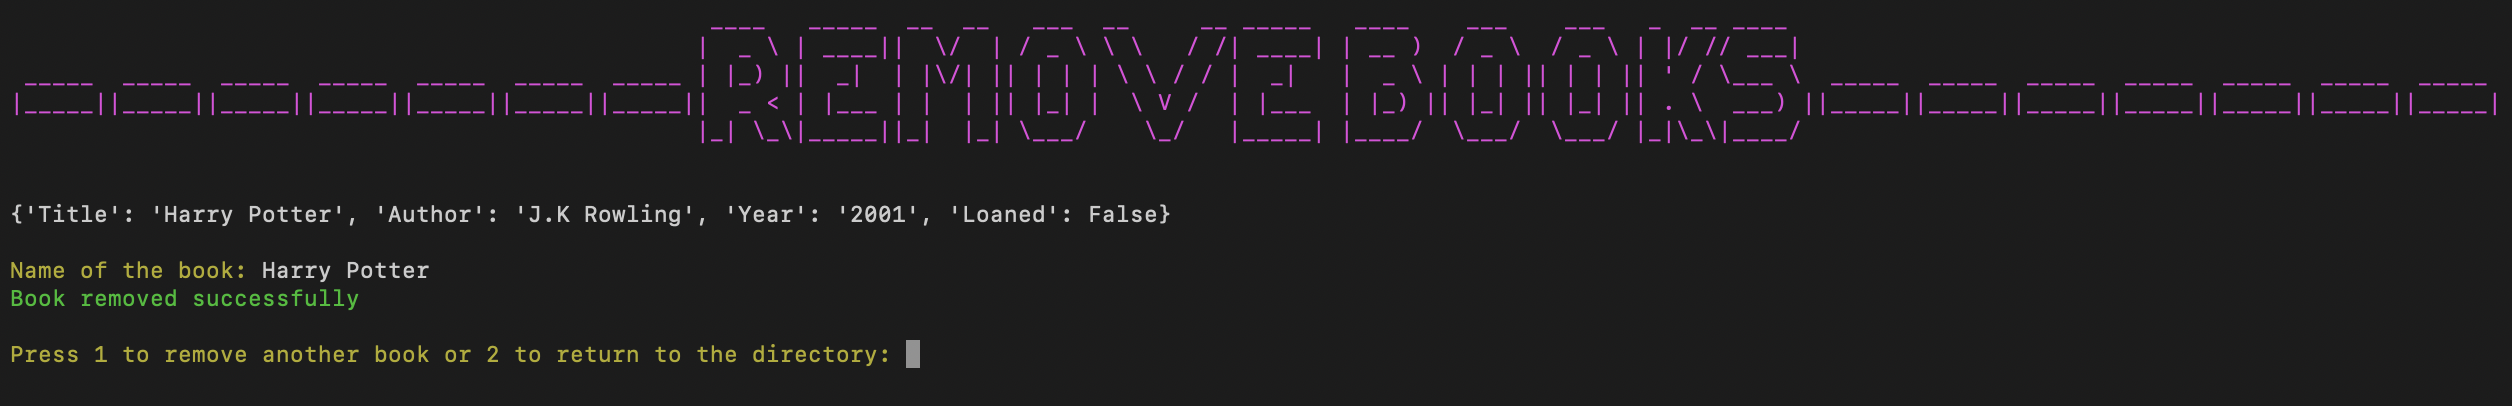 REMOVE BOOKS
{'Title': 'Harry Potter', 'Author': 'J.K Rowling', 'Year': '2001', 'Loaned': False}
Name of the book: Harry Potter
Book removed successfully
Press 1 to remove another book or 2 to return to the directory: